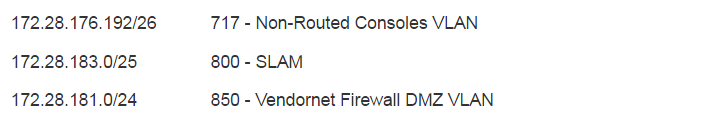 172.28.176.192/26 717 - Non-Routed Consoles VLAN
172.28.183.0/25 800 - SLAM
172.28.181.0/24 850 - Vendornet Firewall DMZ VLAN